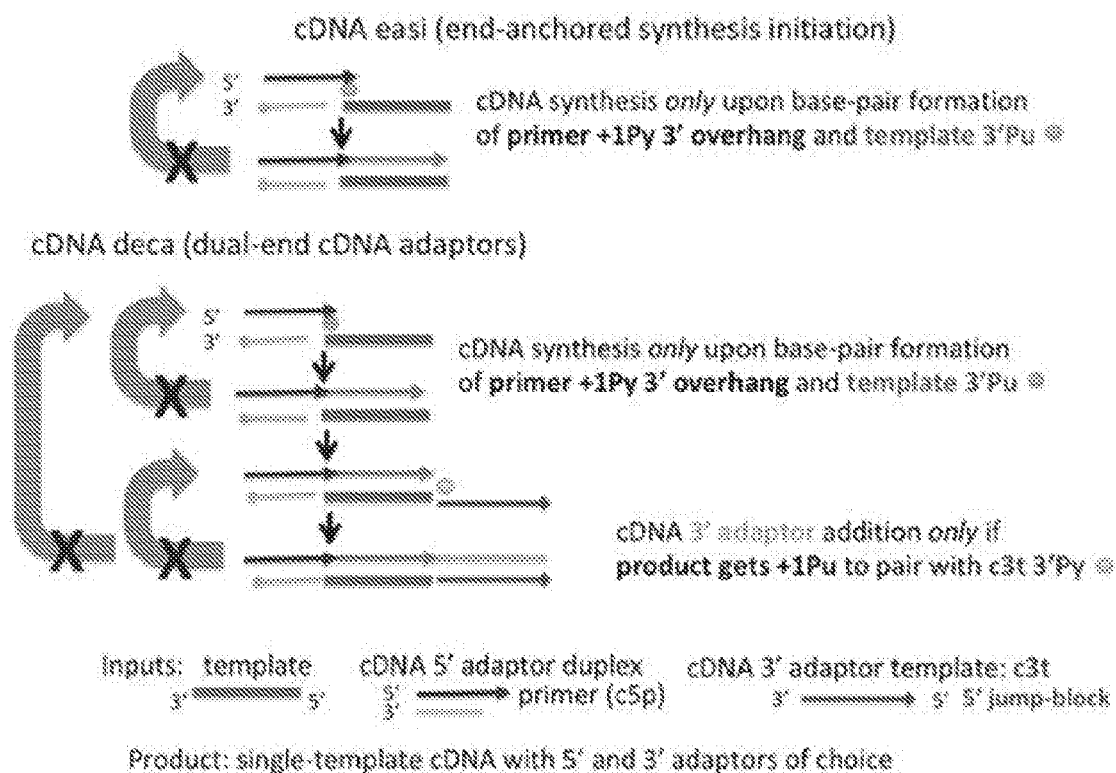 cDNA easi (end-anchored synthesis initiation)
5'
3'
cDNA synthesis only upon base-pair formation
of primer +1Py 3' overhang and template 3'Pu
X
cDNA deca (dual-end cDNA adaptors)
5'
3'
cDNA synthesis only upon base-pair formation
of primer +1Py 3' overhang and template 3'Pu
X
X X
cDNA 3' adaptor addition only if
product gets +1Pu to pair with c3t 3'Py
Inputs: template cDNA 5' adaptor duplex cDNA 3' adaptor template: c3t
3' 5' 5' primer (c5p) 3' 5' 5' jump-block
3'
Product: single-template cDNA with 5' and 3' adaptors of choice